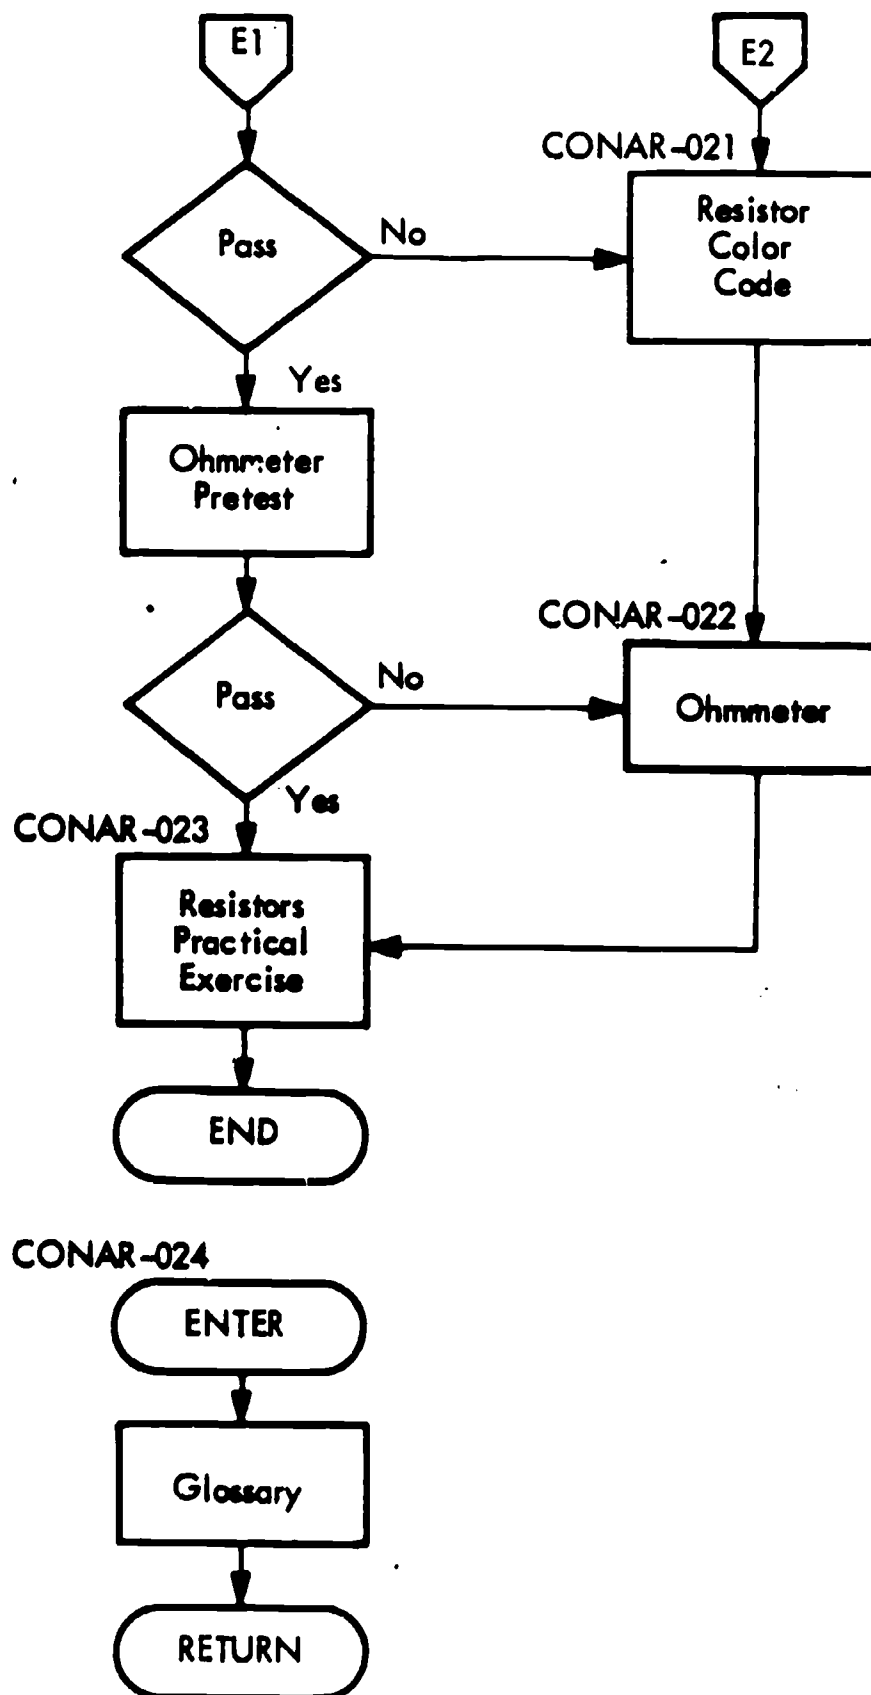 E1
E2
CONAR-021
Resistor
Color
Code
Pass
No
Yes
Ohmmeter
Pretest
CONAR-022
Ohmmeter
Pass
No
Yes
CONAR-023
Resistors
Practical
Exercise
END
CONAR-024
ENTER
Glossary
RETURN